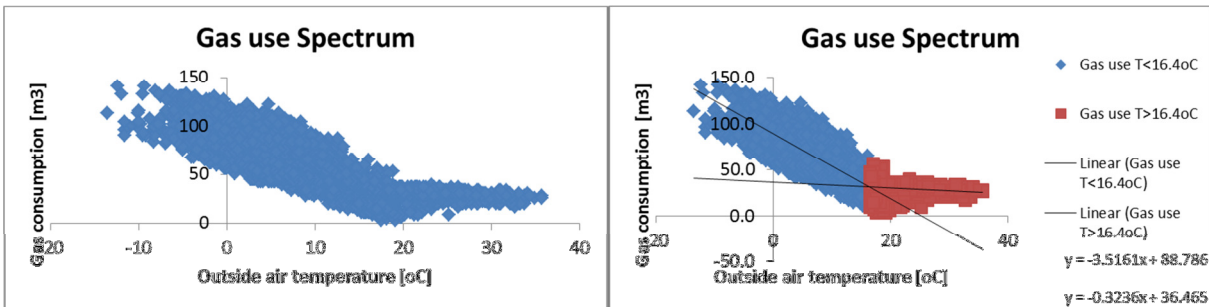 Gas use Spectrum
Gas consumption [m3]
150
100
50
0
-20
-10
0
10
20
30
40
Outside air temperature [oC]
Gas use Spectrum
Gas consumption [m3]
150.0
100.0
50.0
0.0
-50.0
-20
0
20
40
Outside air temperature [oC]
Gas use T<16.4oC
Gas use T>16.4oC
Linear (Gas use
T<16.4oC)
Linear (Gas use
T>16.4oC)
y = -3.5161x + 88.786
y = -0.3236x + 36.465